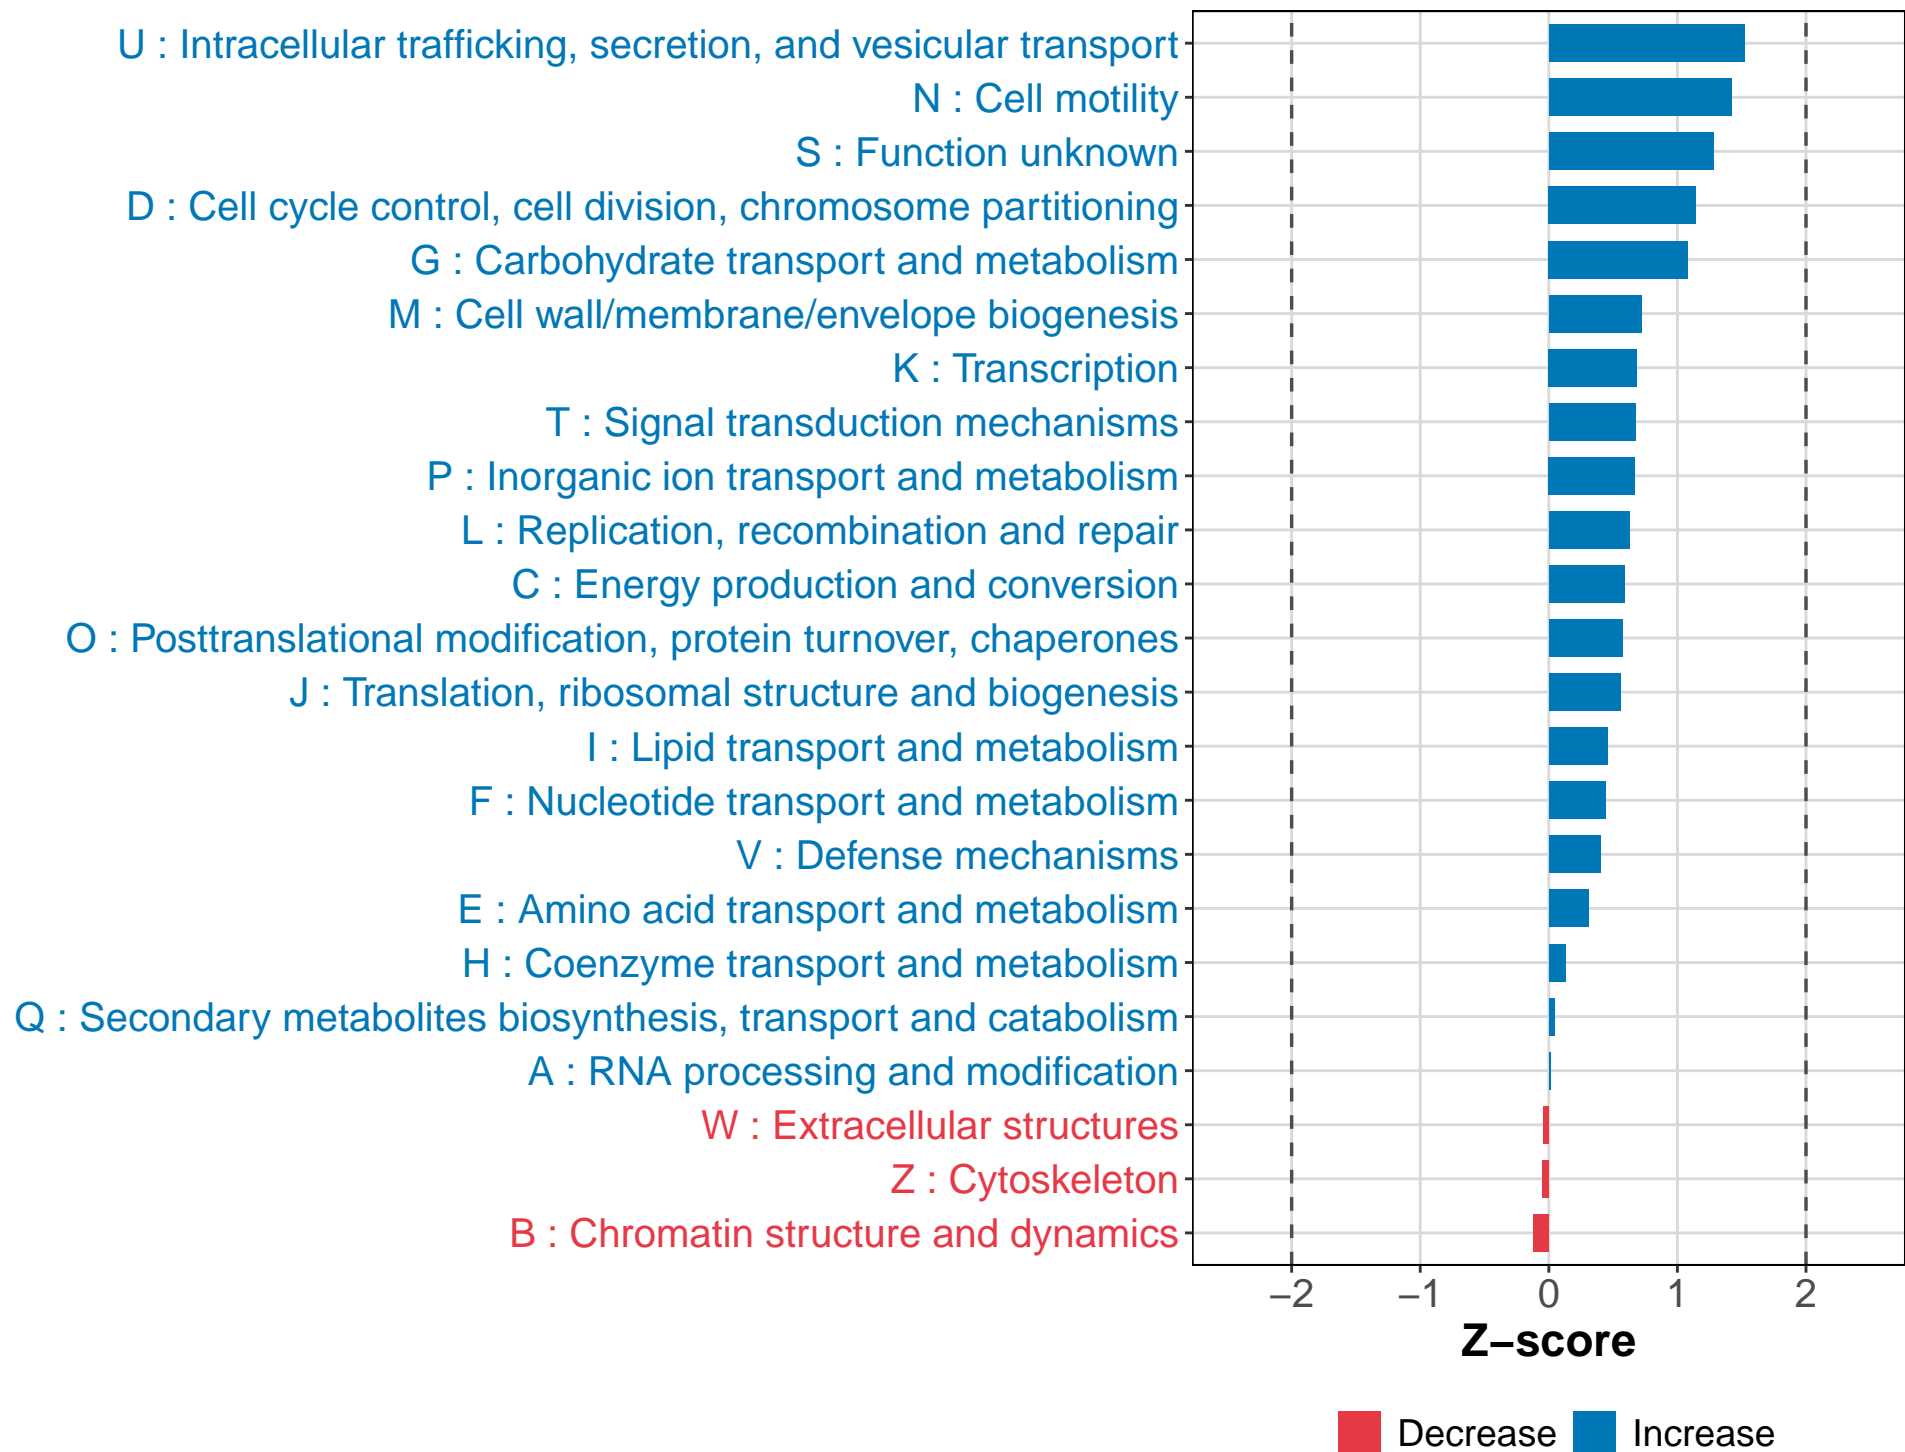 U : Intracellular trafficking, secretion, and vesicular transport
N : Cell motility
S : Function unknown
D : Cell cycle control, cell division, chromosome partitioning
G : Carbohydrate transport and metabolism
M : Cell wall/membrane/envelope biogenesis
K : Transcription
T : Signal transduction mechanisms
P : Inorganic ion transport and metabolism
L : Replication, recombination and repair
C : Energy production and conversion
O : Posttranslational modification, protein turnover, chaperones
J : Translation, ribosomal structure and biogenesis
I : Lipid transport and metabolism
F : Nucleotide transport and metabolism
V : Defense mechanisms
E : Amino acid transport and metabolism
H : Coenzyme transport and metabolism
Q : Secondary metabolites biosynthesis, transport and catabolism
A : RNA processing and modification
W : Extracellular structures
Z : Cytoskeleton
B : Chromatin structure and dynamics
−2 −1 0 1 2
Z−score
Decrease Increase